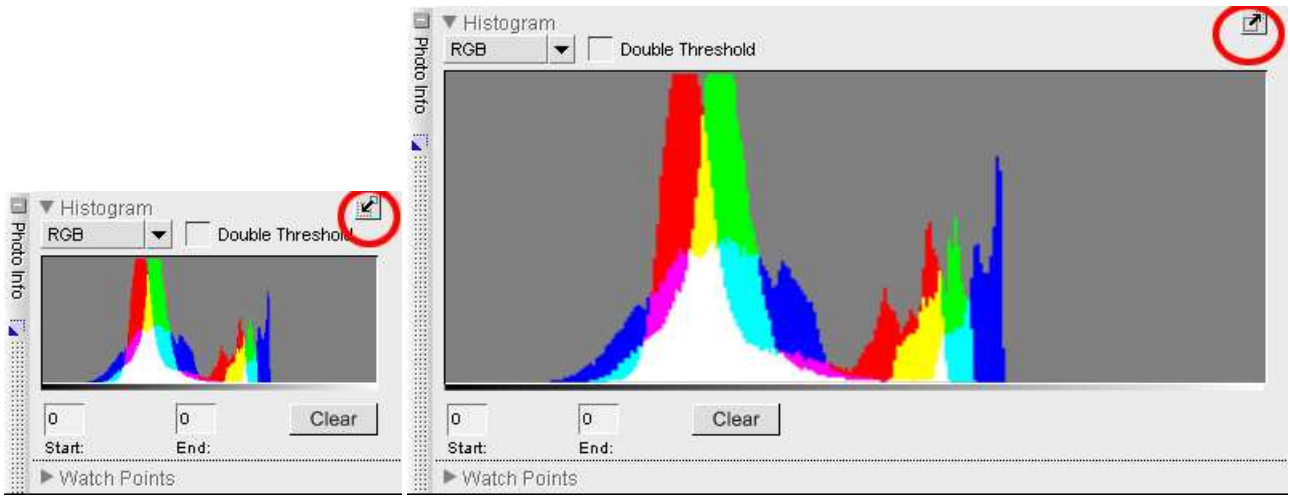 Photo Info
Histogram
RGB
Double Threshold
0
0
Clear
Start:
End:
Watch Points
Photo Info
Histogram
RGB
Double Threshold
0
0
Clear
Start:
End:
Watch Points